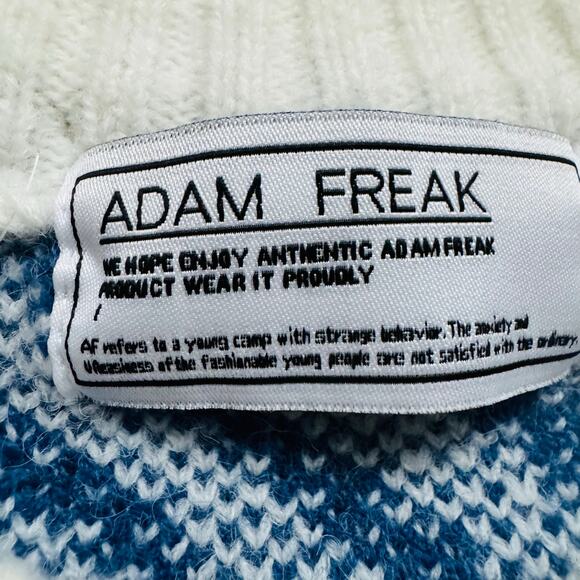 ADAM FREAK
WE HOPE ENJOY ANTHENTIC ADAM FREAK
PRODUCT WEAR IT PROUDLY
/
AF refers to a young camp with strange behavior. The anxiety and
Ufeasiness of the fashionable young people are not satisfied with the ordinary.